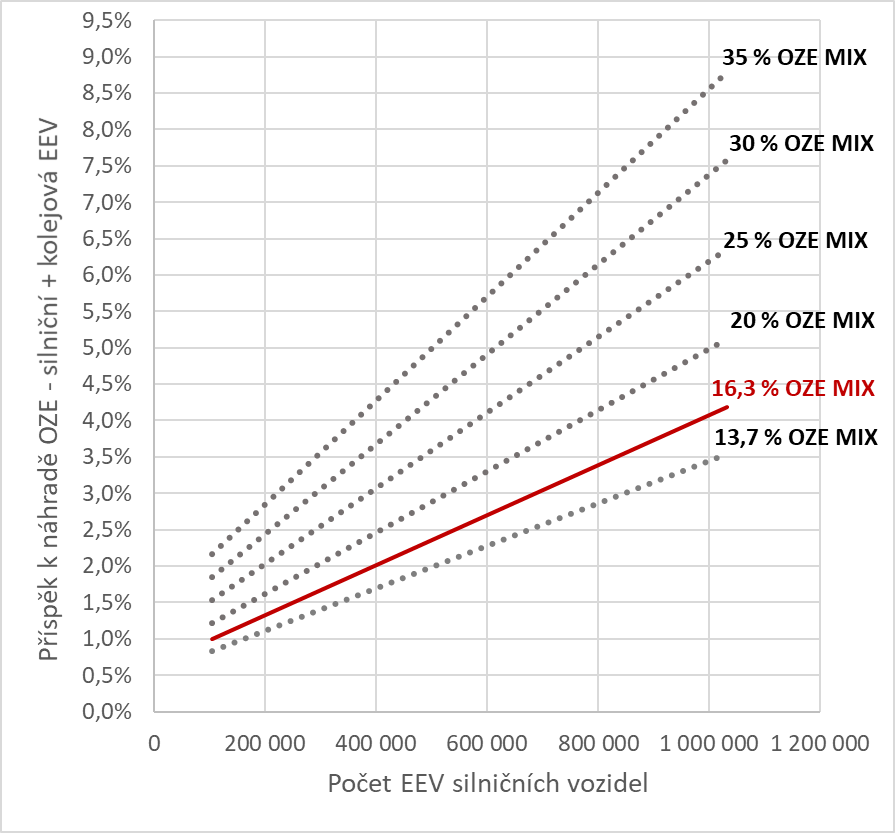 9,5%
9,0%
8,5%
8,0%
7,5%
7,0%
6,5%
6,0%
5,5%
5,0%
4,5%
4,0%
3,5%
3,0%
2,5%
2,0%
1,5%
1,0%
0,5%
0,0%
Příspěk k náhradě OZE - silniční + kolejová EEV
35 % OZE MIX
30 % OZE MIX
25 % OZE MIX
20 % OZE MIX
16,3 % OZE MIX
13,7 % OZE MIX
0 200 000 400 000 600 000 800 000 1 000 000 1 200 000
Počet EEV silničních vozidel